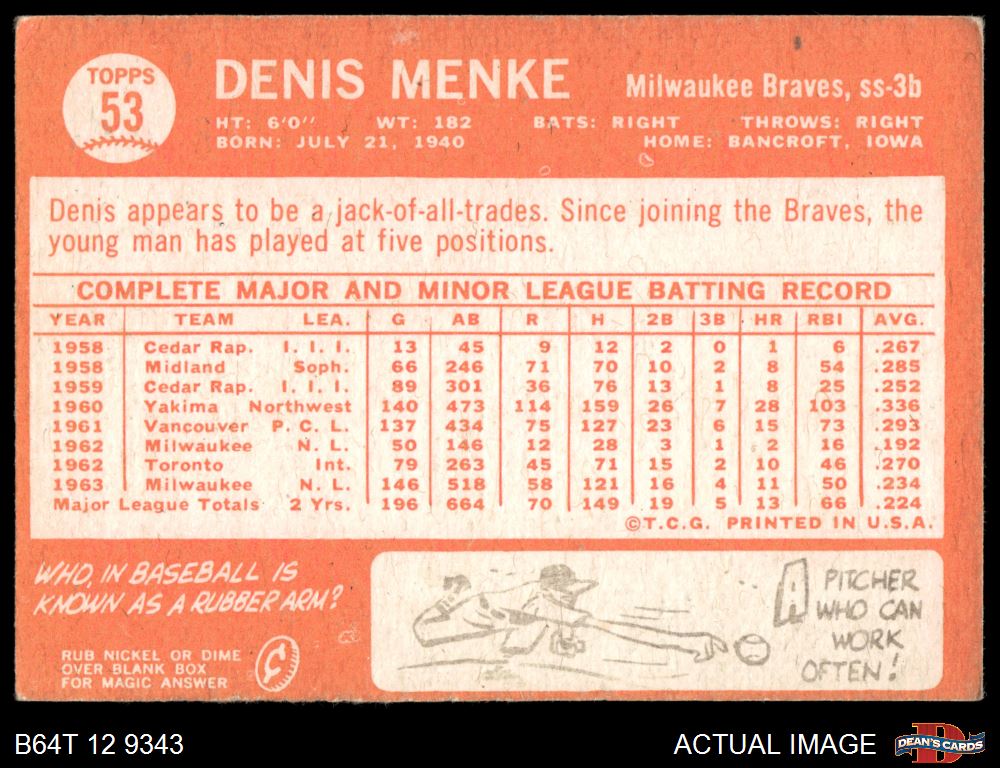 TOPPS
53
DENIS MENKE
Milwaukee Braves, ss-3b
HT: 6'0" WT: 182 BATS: RIGHT THROWS: RIGHT
BORN: JULY 21, 1940 HOME: BANCROFT, IOWA
Denis appears to be a jack-of-all-trades. Since joining the Braves, the
young man has played at five positions.
COMPLETE MAJOR AND MINOR LEAGUE BATTING RECORD
YEAR TEAM LEA. G AB R H 2B 3B HR RBI AVG.
1958 Cedar Rap. I. I. I. 13 45 9 12 2 0 1 6 .267
1958 Midland Soph. 66 246 71 70 10 2 8 54 .285
1959 Cedar Rap. I. I. I. 89 301 36 76 13 1 8 25 .252
1960 Yakima Northwest 140 473 114 159 26 7 28 103 .336
1961 Vancouver P. C. L. 137 434 75 127 23 6 15 73 .293
1962 Milwaukee N. L. 50 146 12 28 3 1 2 16 .192
1962 Toronto Int. 79 263 45 71 15 2 10 46 .270
1963 Milwaukee N. L. 146 518 58 121 16 4 11 50 .234
Major League Totals 2 Yrs. 196 664 70 149 19 5 13 66 .224
©T.C.G. PRINTED IN U.S.A.
WHO, IN BASEBALL IS
KNOWN AS A RUBBER ARM?
RUB NICKEL OR DIME
OVER BLANK BOX
FOR MAGIC ANSWER
A PITCHER
WHO CAN
WORK
OFTEN!
B64T 12 9343
ACTUAL IMAGE
D
DEAN'S CARDS